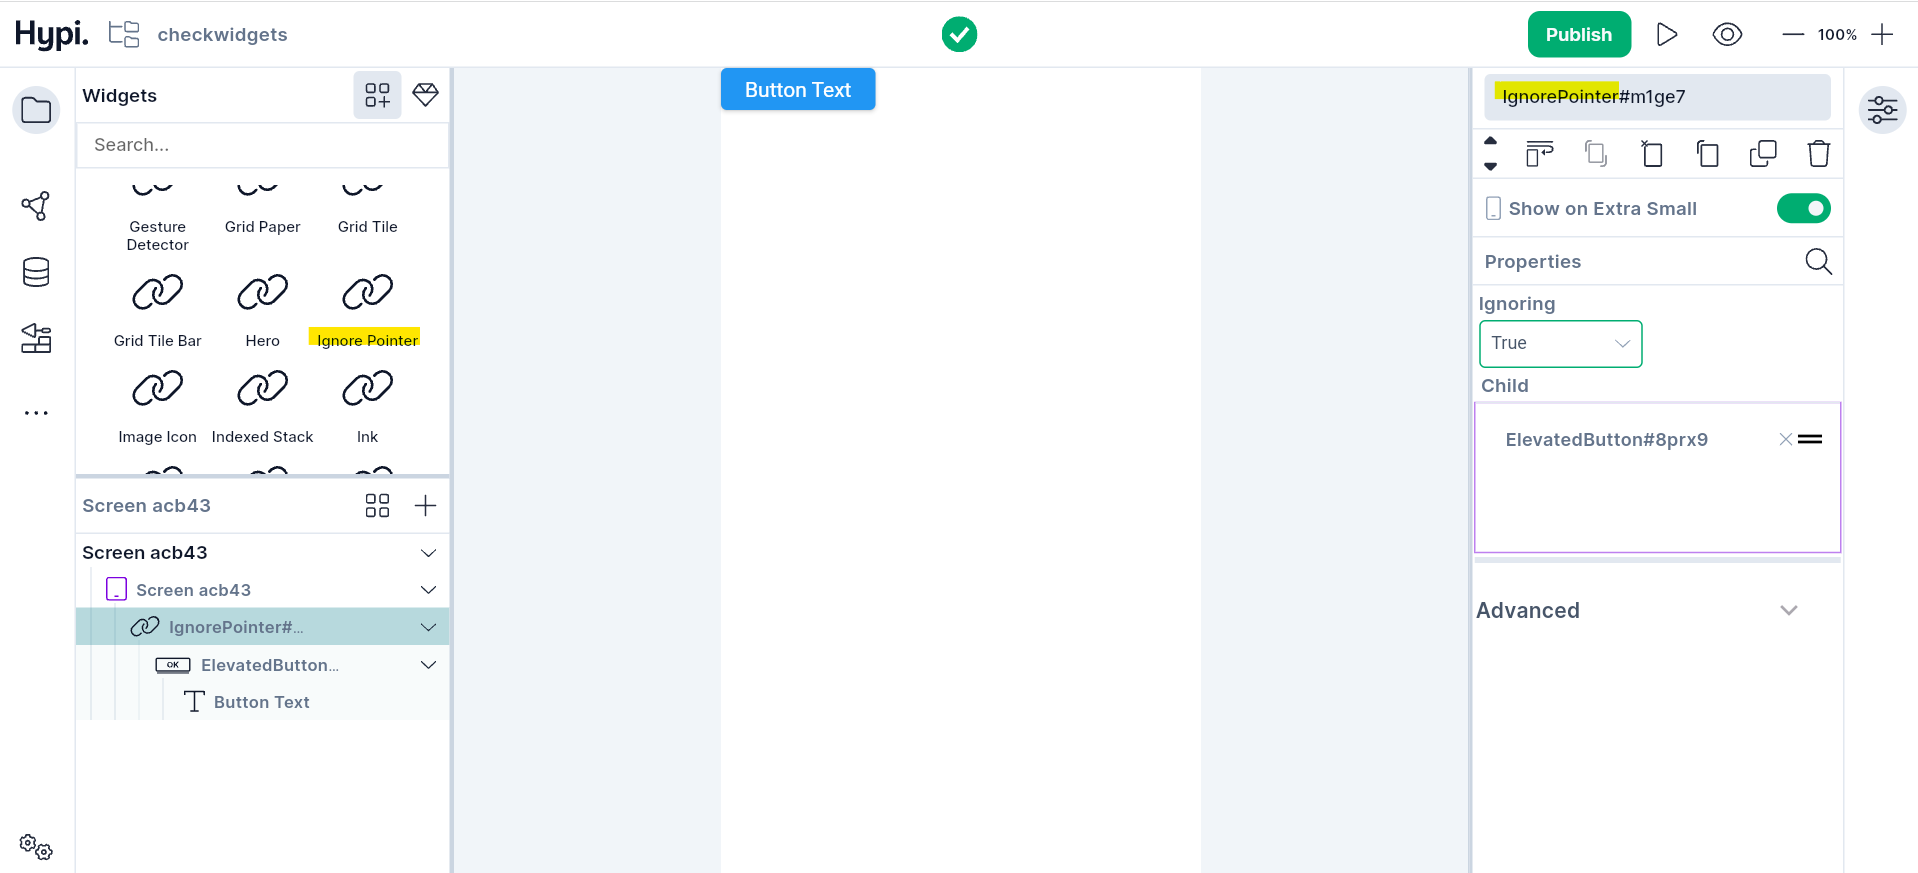 Hypi.
checkwidgets
Publish
100%
Widgets
Search...
Gesture Detector
Grid Paper
Grid Tile
Grid Tile Bar
Hero
Ignore Pointer
Image Icon
Indexed Stack
Ink
Screen acb43
Screen acb43
Screen acb43
IgnorePointer#...
OK
ElevatedButton...
Button Text
Button Text
IgnorePointer#m1ge7
Show on Extra Small
Properties
Ignoring
True
Child
ElevatedButton#8prx9
Advanced